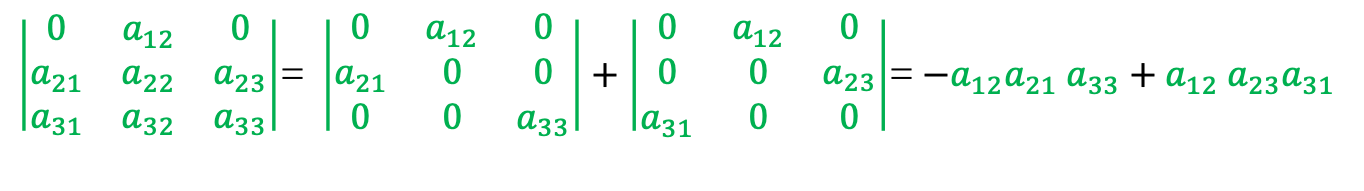 | 0 a₁₂ 0 | = | 0 a₁₂ 0 | + | 0 a₁₂ 0 | = −a₁₂a₂₁ a₃₃ + a₁₂ a₂₃a₃₁
| a₂₁ a₂₂ a₂₃ | | a₂₁ 0 0 | | 0 0 a₂₃ |
| a₃₁ a₃₂ a₃₃ | | 0 0 a₃₃ | | a₃₁ 0 0 |